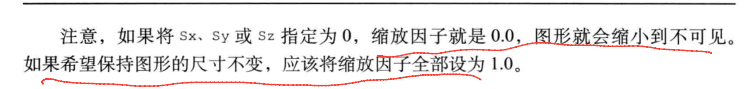 注意，如果将 Sx、Sy 或 Sz 指定为 0，缩放因子就是 0.0，图形就会缩小到不可见。
如果希望保持图形的尺寸不变，应该将缩放因子全部设为 1.0。